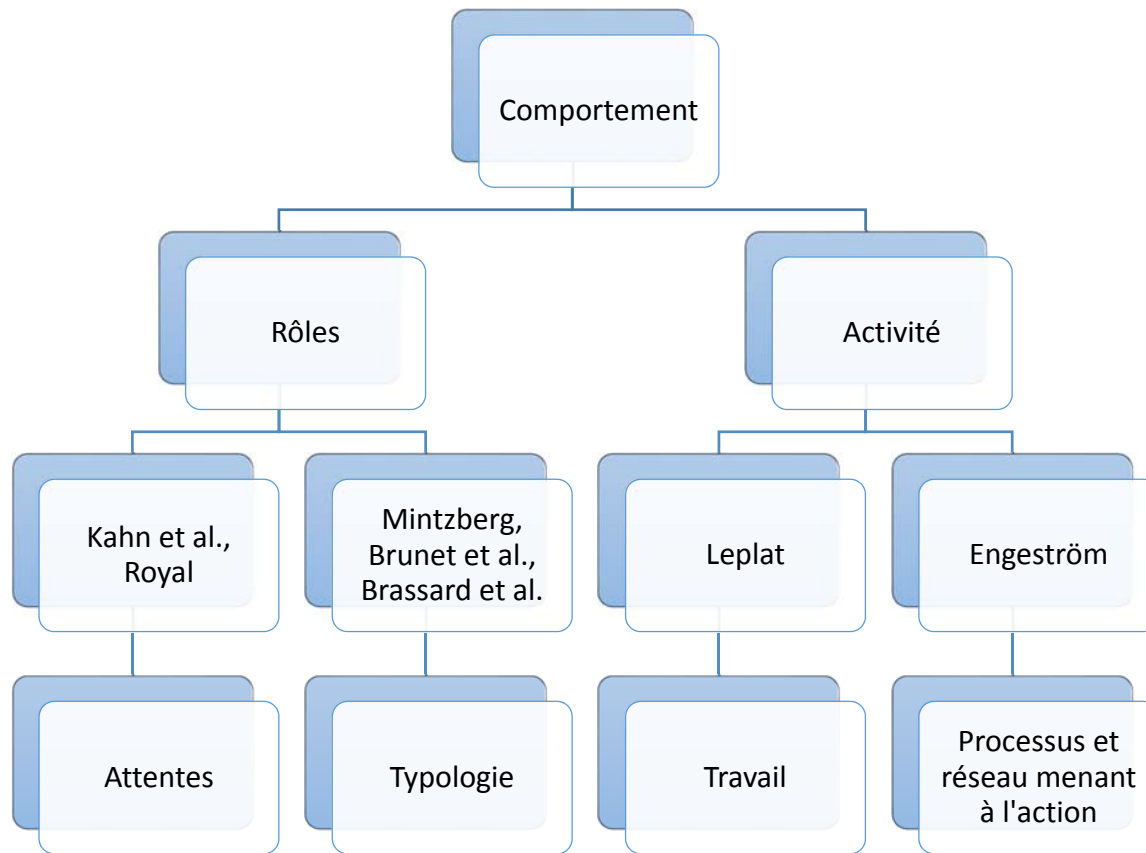 Comportement
Rôles
Activité
Kahn et al.,
Royal
Mintzberg,
Brunet et al.,
Brassard et al.
Leplat
Engeström
Attentes
Typologie
Travail
Processus et
réseau menant
à l'action